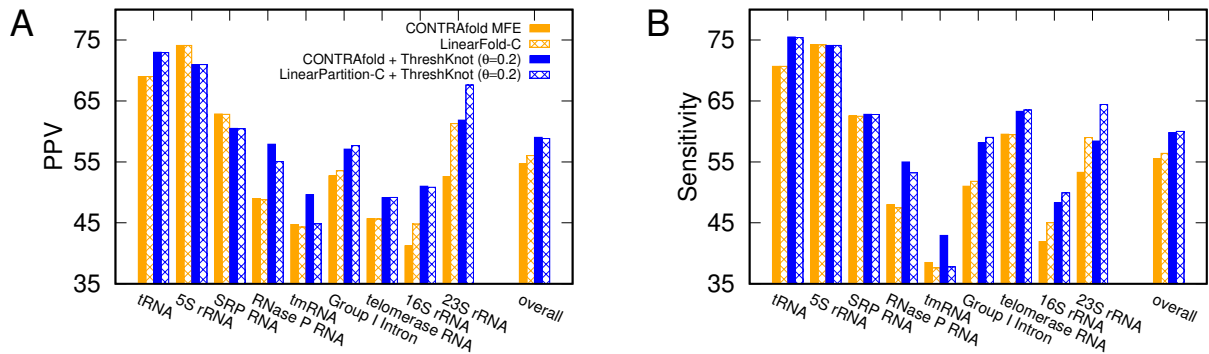 A
PPV
75
65
55
45
35
CONTRAfold MFE
LinearFold-C
CONTRAfold + ThreshKnot (θ=0.2)
LinearPartition-C + ThreshKnot (θ=0.2)
tRNA
5S rRNA
SRP RNA
RNase P RNA
tmRNA
Group I Intron
telomerase RNA
16S rRNA
23S rRNA
overall
B
Sensitivity
75
65
55
45
35
tRNA
5S rRNA
SRP RNA
RNase P RNA
tmRNA
Group I Intron
telomerase RNA
16S rRNA
23S rRNA
overall